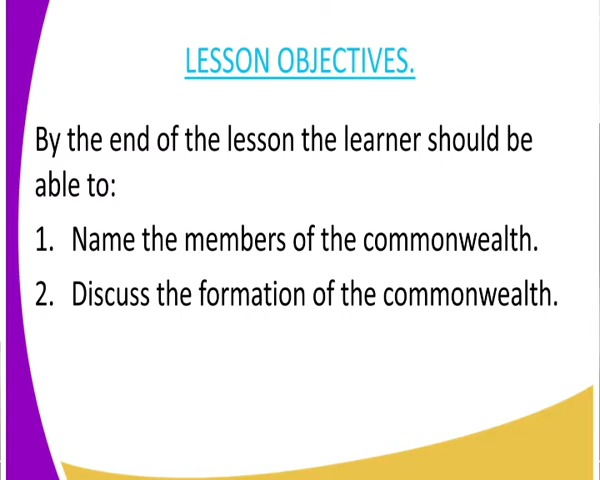 LESSON OBJECTIVES.
By the end of the lesson the learner should be
able to:
1. Name the members of the commonwealth.
2. Discuss the formation of the commonwealth.